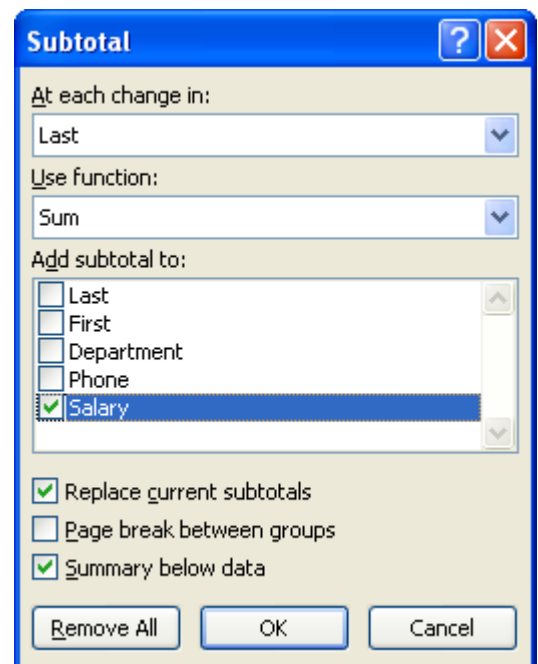 Subtotal
At each change in:
Last
Use function:
Sum
Add subtotal to:
Last
First
Department
Phone
Salary
Replace current subtotals
Page break between groups
Summary below data
Remove All OK Cancel